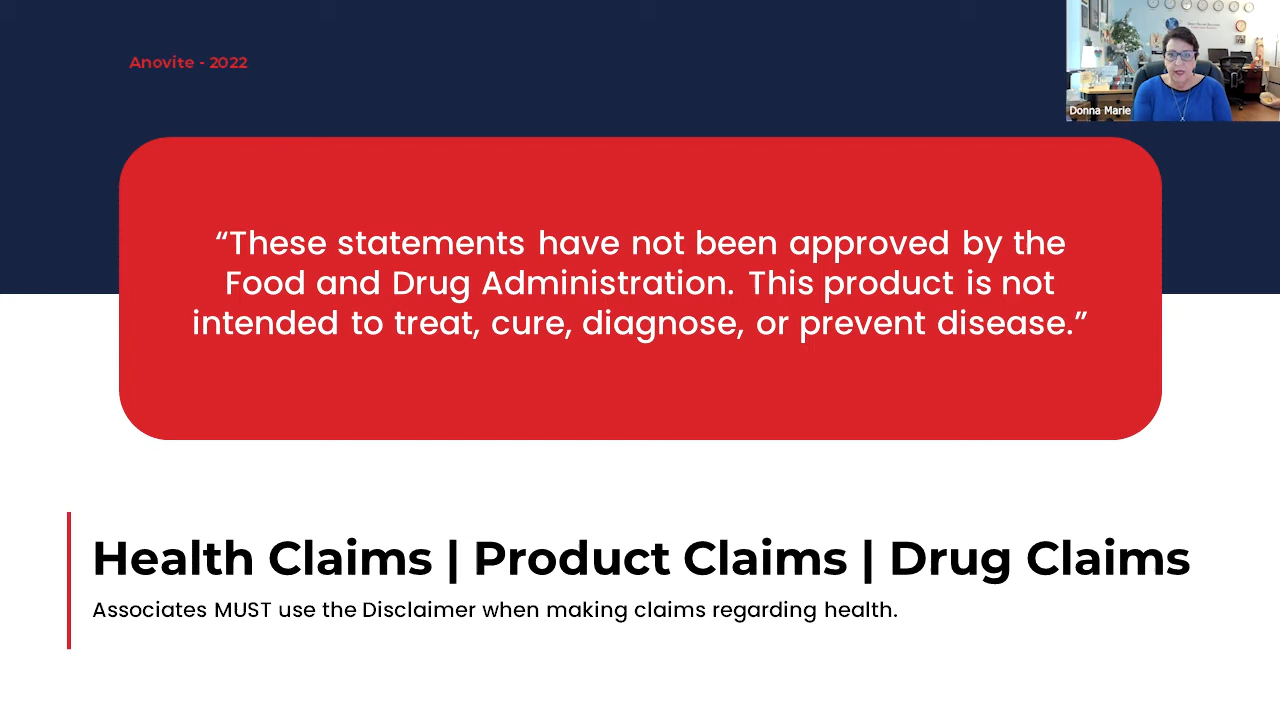 Anovite - 2022
Donna Marie
“These statements have not been approved by the
Food and Drug Administration. This product is not
intended to treat, cure, diagnose, or prevent disease.”
Health Claims | Product Claims | Drug Claims
Associates MUST use the Disclaimer when making claims regarding health.